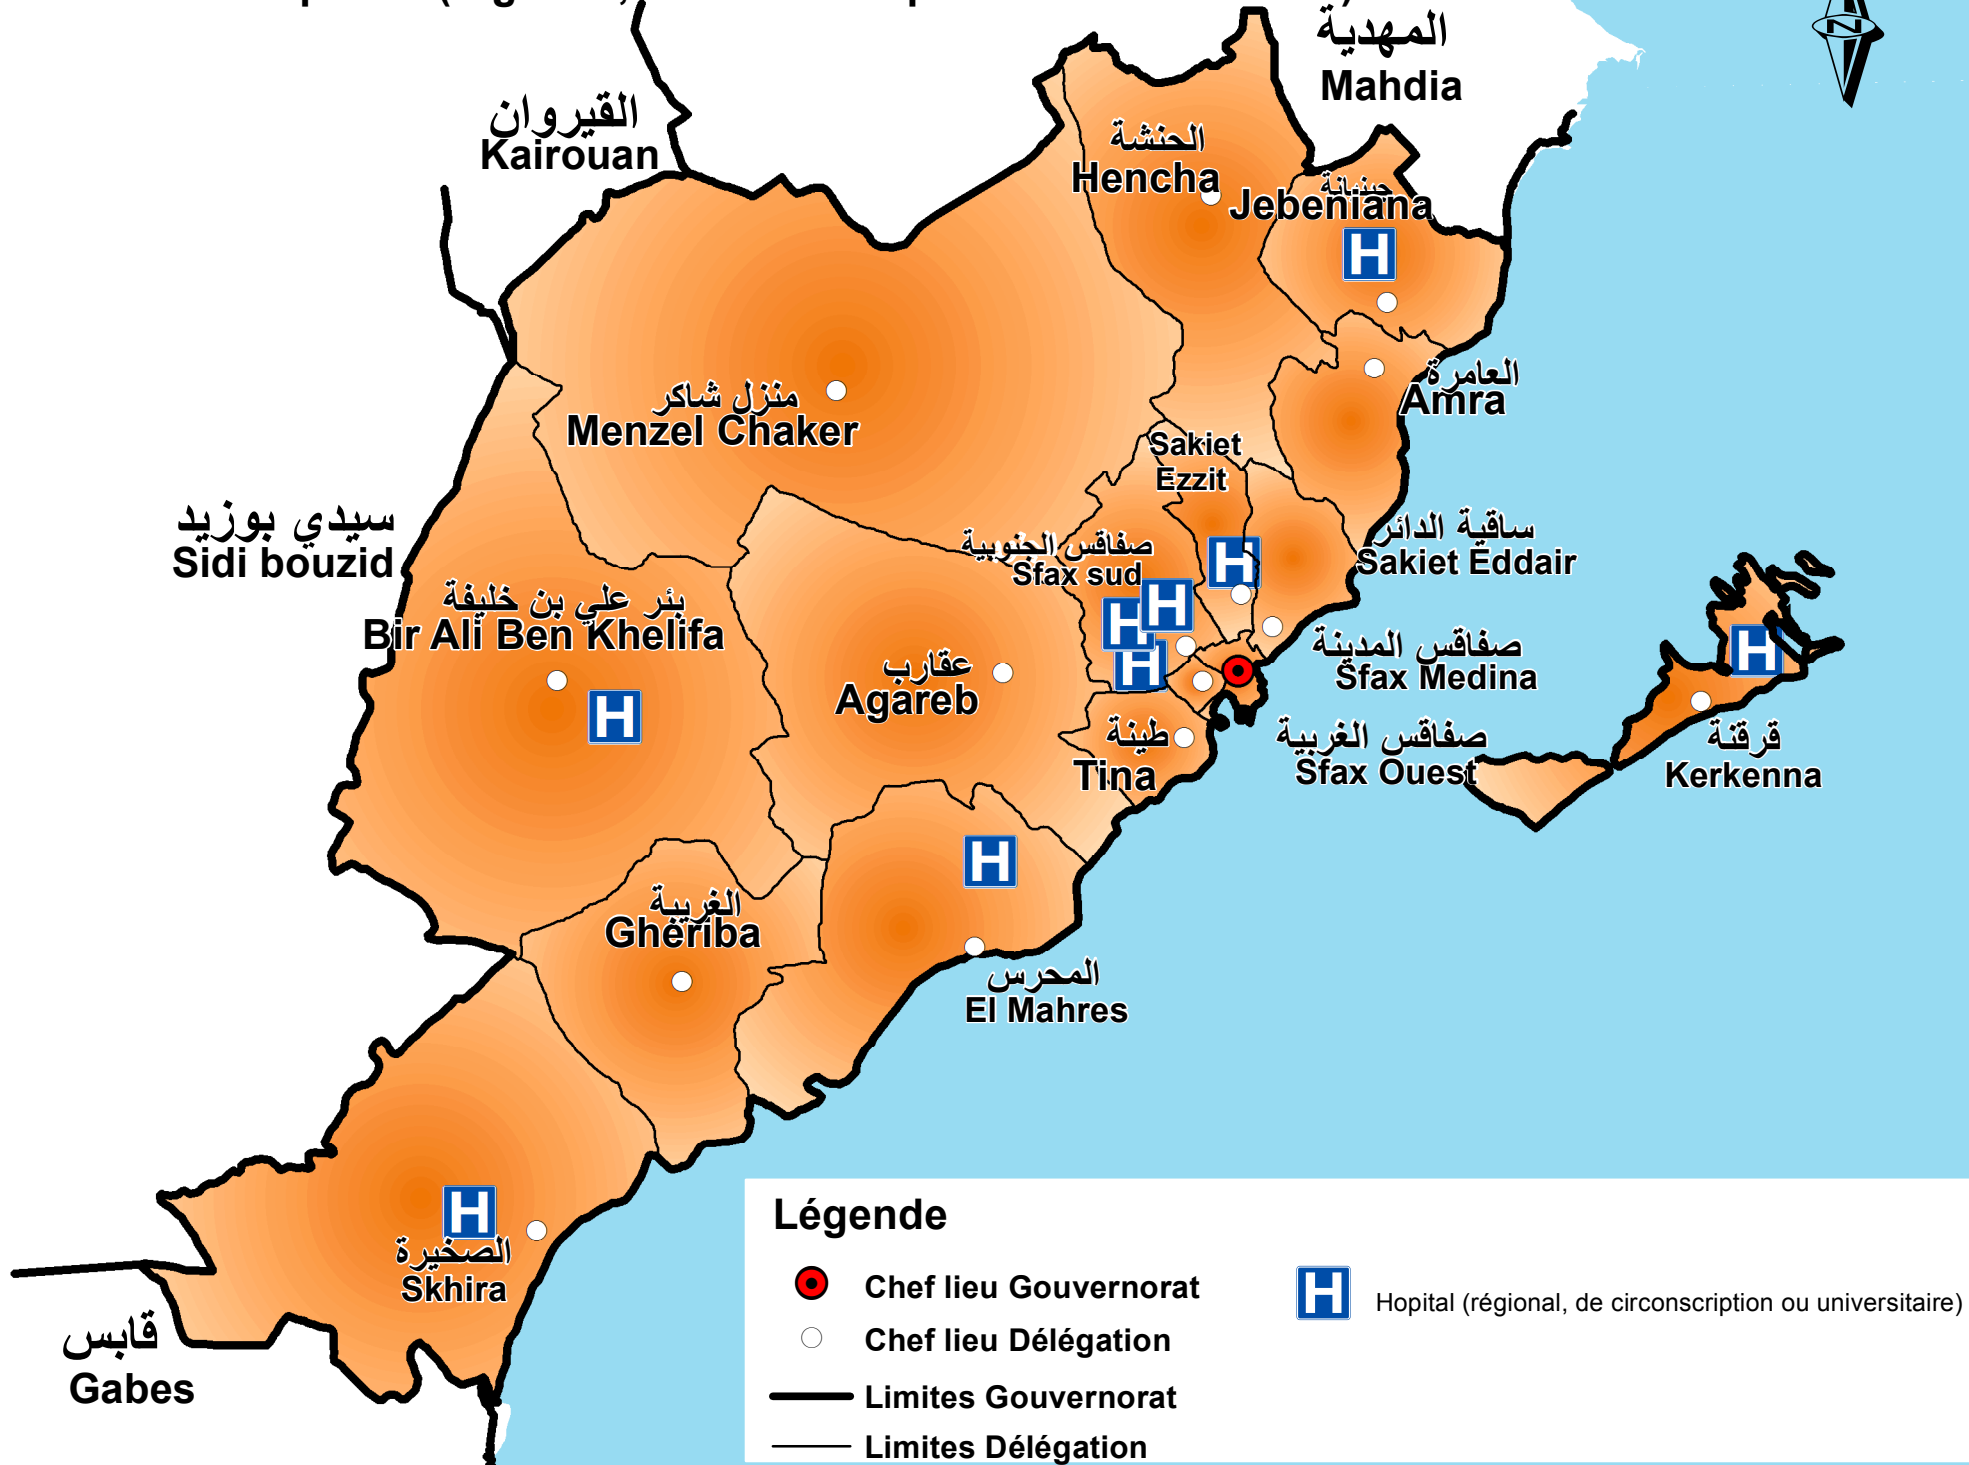 المهدية
Mahdia
القيروان
Kairouan
الحنشة
Hencha
جبنيانة
Jebeniana
العامرة
Amra
منزل شاكر
Menzel Chaker
Sakiet
Ezzit
سيدي بوزيد
Sidi bouzid
صفاقس الجنوبية
Sfax sud
ساقية الدائر
Sakiet Eddair
بئر علي بن خليفة
Bir Ali Ben Khelifa
عقارب
Agareb
صفاقس المدينة
Sfax Medina
طينة
Tina
صفاقس الغربية
Sfax Ouest
قرقنة
Kerkenna
الغريبة
Gheriba
المحرس
El Mahres
الصخيرة
Skhira
قابس
Gabes
N
H
H
H
H
H
H
H
H
H
Légende
Chef lieu Gouvernorat
Chef lieu Délégation
Limites Gouvernorat
Limites Délégation
H
Hopital (régional, de circonscription ou universitaire)